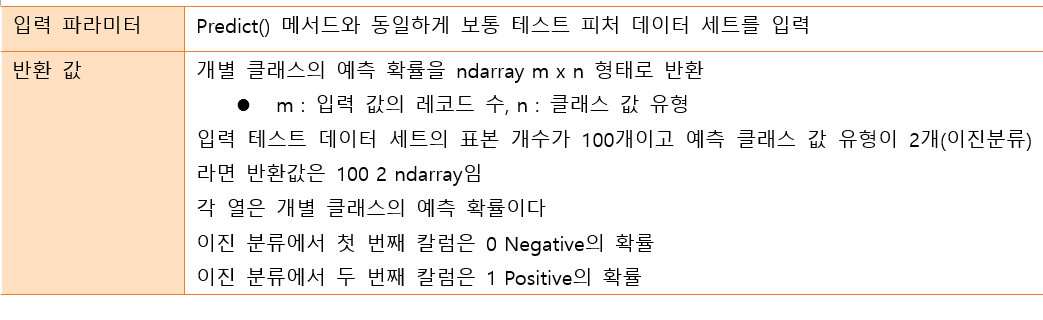 입력 파라미터
Predict() 메서드와 동일하게 보통 테스트 피처 데이터 세트를 입력
반환 값
개별 클래스의 예측 확률을 ndarray m x n 형태로 반환
● m : 입력 값의 레코드 수, n : 클래스 값 유형
입력 테스트 데이터 세트의 표본 개수가 100개이고 예측 클래스 값 유형이 2개(이진분류)
라면 반환값은 100 2 ndarray임
각 열은 개별 클래스의 예측 확률이다
이진 분류에서 첫 번째 칼럼은 0 Negative의 확률
이진 분류에서 두 번째 칼럼은 1 Positive의 확률